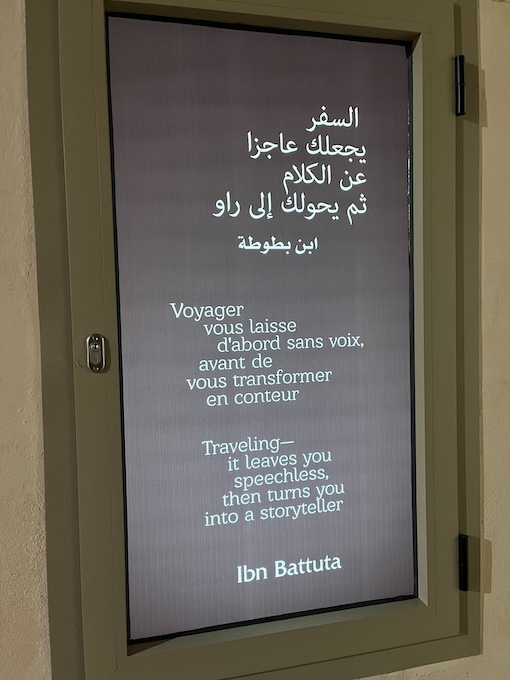 السفر
يجعلك عاجزا
عن الكلام
ثم يحولك إلى راو
ابن بطوطة
Voyager
vous laisse
d'abord sans voix,
avant de
vous transformer
en conteur
Traveling—
it leaves you
speechless,
then turns you
into a storyteller
Ibn Battuta